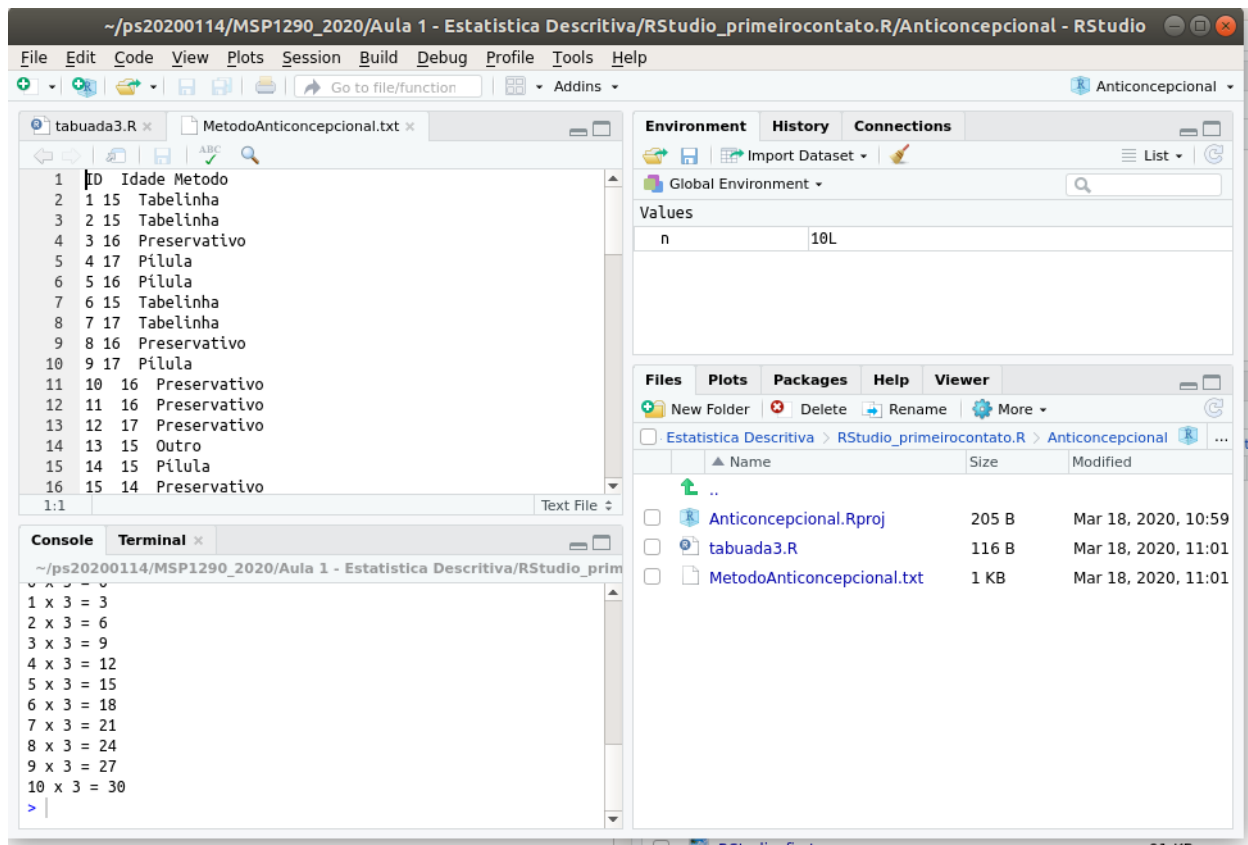 ~/ps20200114/MSP1290_2020/Aula 1 - Estatistica Descritiva/RStudio_primeirocontato.R/Anticoncepcional - RStudio
File Edit Code View Plots Session Build Debug Profile Tools Help
Go to file/function Addins Anticoncepcional
tabuada3.R MetodoAnticoncepcional.txt
ABC
1 ID Idade Metodo
2 1 15 Tabelinha
3 2 15 Tabelinha
4 3 16 Preservativo
5 4 17 Pílula
6 5 16 Pílula
7 6 15 Tabelinha
8 7 17 Tabelinha
9 8 16 Preservativo
10 9 17 Pílula
11 10 16 Preservativo
12 11 16 Preservativo
13 12 17 Preservativo
14 13 15 Outro
15 14 15 Pílula
16 15 14 Preservativo
1:1 Text File
Console Terminal
~/ps20200114/MSP1290_2020/Aula 1 - Estatistica Descritiva/RStudio_prim
1 x 3 = 3
2 x 3 = 6
3 x 3 = 9
4 x 3 = 12
5 x 3 = 15
6 x 3 = 18
7 x 3 = 21
8 x 3 = 24
9 x 3 = 27
10 x 3 = 30
>
Environment History Connections
Import Dataset List
Global Environment
Values
n 10L
Files Plots Packages Help Viewer
New Folder Delete Rename More
Estatistica Descritiva > RStudio_primeirocontato.R > Anticoncepcional ...
Name Size Modified
..
Anticoncepcional.Rproj 205 B Mar 18, 2020, 10:59
tabuada3.R 116 B Mar 18, 2020, 11:01
MetodoAnticoncepcional.txt 1 KB Mar 18, 2020, 11:01